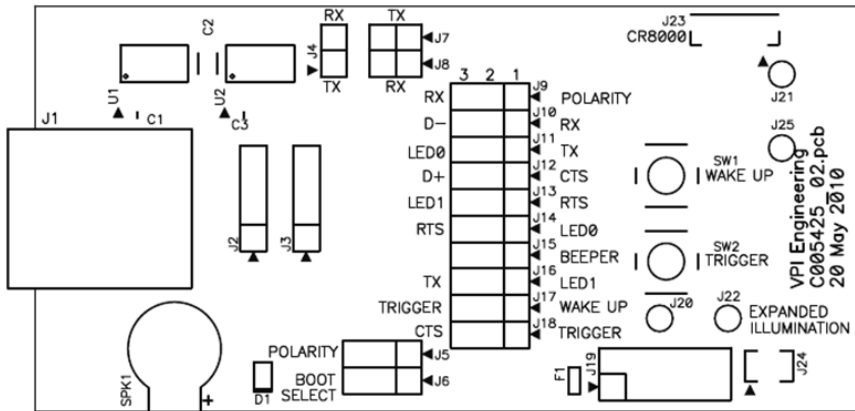 RX TX
J23
CR8000
C2
J4
J7
J8
TX RX
U1
U2
C1
C3
J21
J25
J1
3 2 1
RX J9 POLARITY
D- J10 RX
LED0 J11 TX
D+ J12 CTS
LED1 J13 RTS
RTS J14 LED0
J15 BEEPER
TX J16 LED1
TRIGGER J17 WAKE UP
CTS J18 TRIGGER
SW1
WAKE UP
SW2
TRIGGER
J2
J3
VPI Engineering
C005425_02.pcb
20 May 2010
J20
J22
EXPANDED
ILLUMINATION
SPK1
+
D1
POLARITY J5
BOOT J6
SELECT
F1
J19
J24